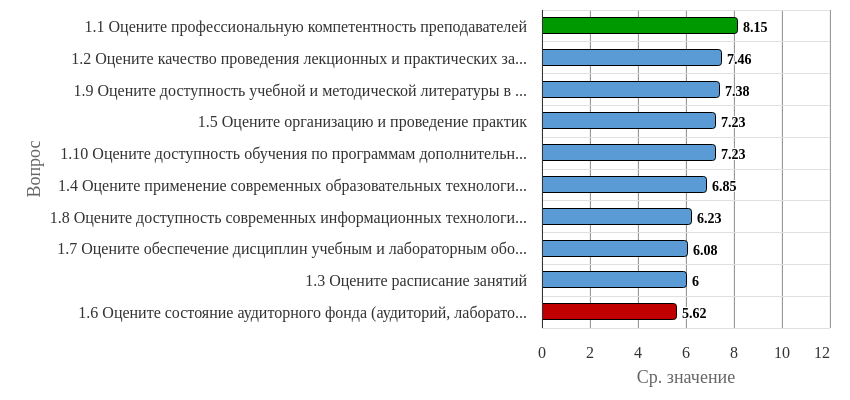 1.1 Оцените профессиональную компетентность преподавателей 8.15
1.2 Оцените качество проведения лекционных и практических за... 7.46
1.9 Оцените доступность учебной и методической литературы в ... 7.38
1.5 Оцените организацию и проведение практик 7.23
1.10 Оцените доступность обучения по программам дополнительн... 7.23
1.4 Оцените применение современных образовательных технологи... 6.85
1.8 Оцените доступность современных информационных технологи... 6.23
1.7 Оцените обеспечение дисциплин учебным и лабораторным обо... 6.08
1.3 Оцените расписание занятий 6
1.6 Оцените состояние аудиторного фонда (аудиторий, лаборато... 5.62
Вопрос
0 2 4 6 8 10 12
Ср. значение